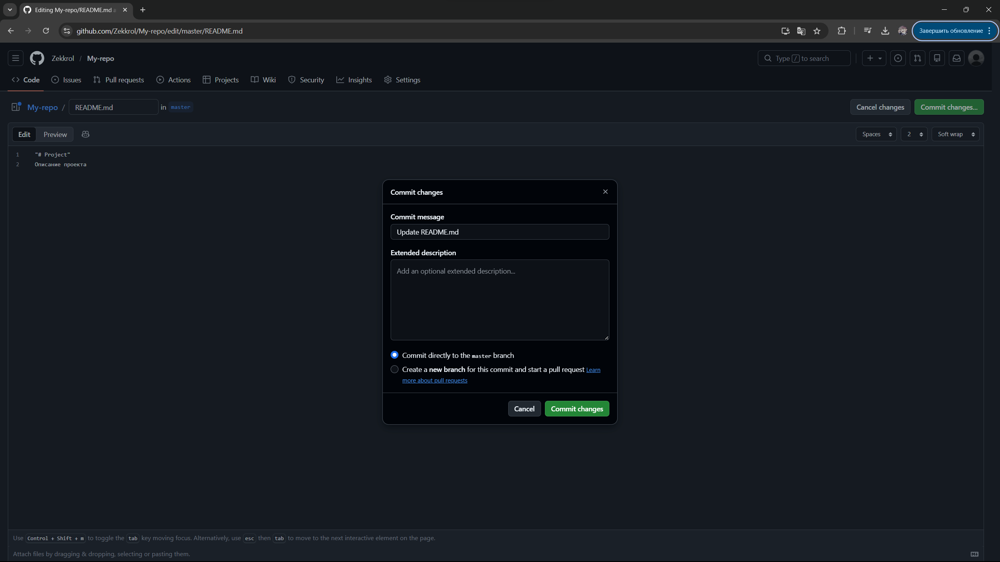 Editing My-repo/README.md a
github.com/Zekkrol/My-repo/edit/master/README.md
Завершить обновление
Zekkrol / My-repo
Type / to search
Code
Issues
Pull requests
Actions
Projects
Wiki
Security
Insights
Settings
My-repo / README.md in master
Cancel changes
Commit changes...
Edit
Preview
Spaces
2
Soft wrap
1 "# Project"
2 Описание проекта
Commit changes
Commit message
Update README.md
Extended description
Add an optional extended description...
Commit directly to the master branch
Create a new branch for this commit and start a pull request Learn
more about pull requests
Cancel
Commit changes
Use Control + Shift + m to toggle the tab key moving focus. Alternatively, use esc then tab to move to the next interactive element on the page.
Attach files by dragging & dropping, selecting or pasting them.